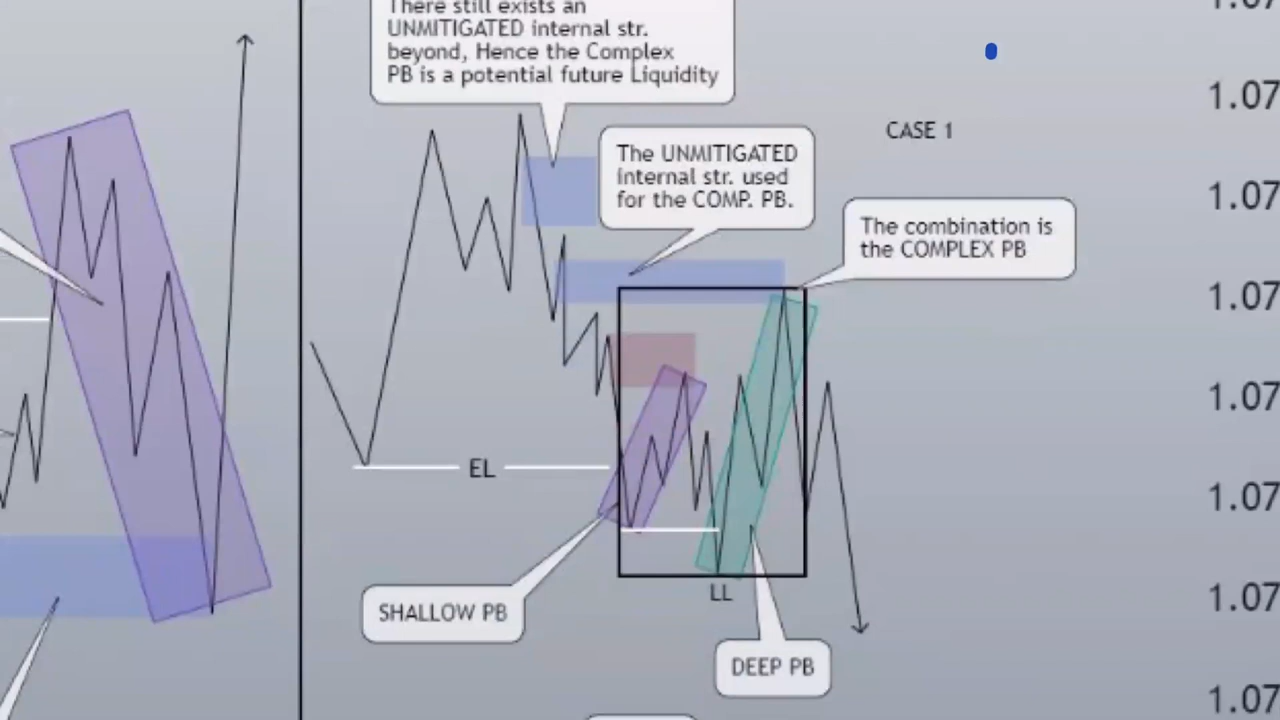 There still exists an
UNMITIGATED internal str.
beyond, Hence the Complex
PB is a potential future Liquidity
The UNMITIGATED
internal str. used
for the COMP. PB.
CASE 1
The combination is
the COMPLEX PB
EL
SHALLOW PB
LL
DEEP PB
1.07
1.07
1.07
1.07
1.07
1.07
1.07